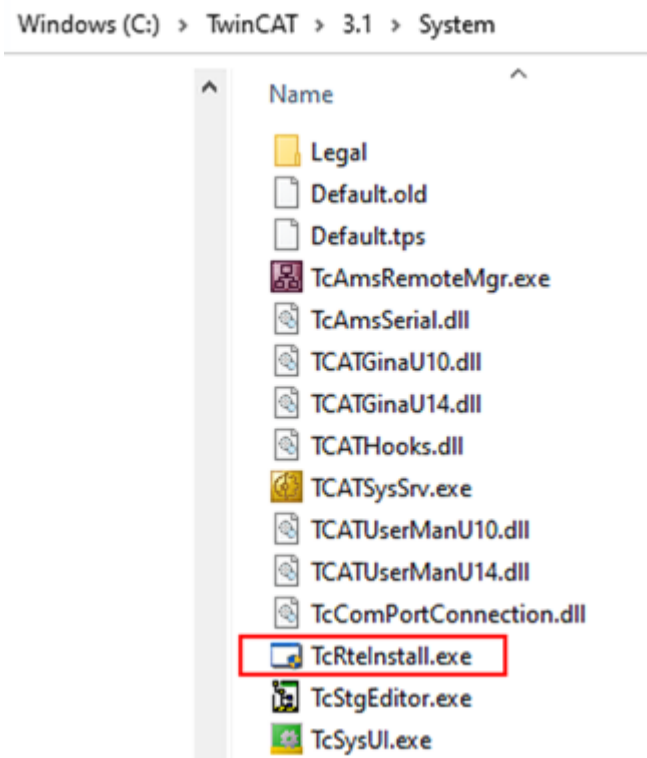 Windows (C:) > TwinCAT > 3.1 > System
Name
Legal
Default.old
Default.tps
TcAmsRemoteMgr.exe
TcAmsSerial.dll
TCATGinaU10.dll
TCATGinaU14.dll
TCATHooks.dll
TCATSysSrv.exe
TCATUserManU10.dll
TCATUserManU14.dll
TcComPortConnection.dll
TcRteInstall.exe
TcStgEditor.exe
TcSysUI.exe